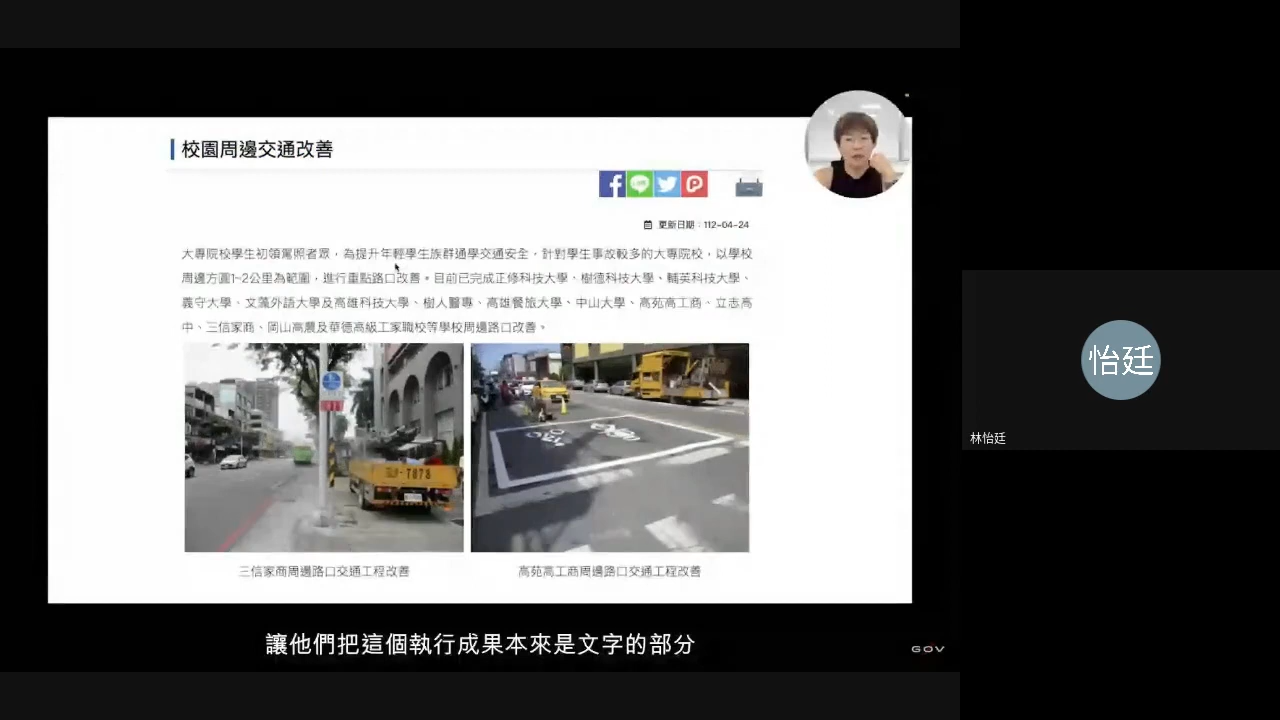 校園周邊交通改善
更新日期：112-04-24
大專院校學生初領駕照者眾，為提升年輕學生族群通學交通安全，針對學生事故較多的大專院校，以學校
周邊方圓1~2公里為範圍，進行重點路口改善。目前已完成正修科技大學、樹德科技大學、輔英科技大學、
義守大學、文藻外語大學及高雄科技大學、樹人醫專、高雄餐旅大學、中山大學、高苑高工商、立志高
中、三信家商、岡山高農及華德高級工家職校等學校周邊路口改善。
三信家商周邊路口交通工程改善
高苑高工商周邊路口交通工程改善
讓他們把這個執行成果本來是文字的部分
GOV
怡廷
林怡廷